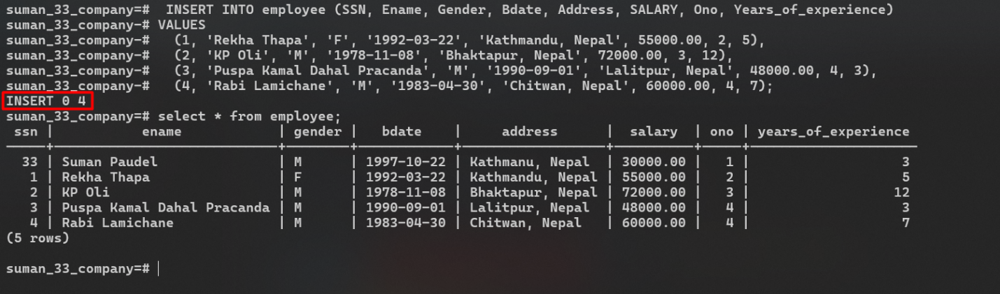 suman_33_company=#  INSERT INTO employee (SSN, Ename, Gender, Bdate, Address, SALARY, Ono, Years_of_experience)
suman_33_company-# VALUES
suman_33_company-#   (1, 'Rekha Thapa', 'F', '1992-03-22', 'Kathmandu, Nepal', 55000.00, 2, 5),
suman_33_company-#   (2, 'KP Oli', 'M', '1978-11-08', 'Bhaktapur, Nepal', 72000.00, 3, 12),
suman_33_company-#   (3, 'Puspa Kamal Dahal Pracanda', 'M', '1990-09-01', 'Lalitpur, Nepal', 48000.00, 4, 3),
suman_33_company-#   (4, 'Rabi Lamichane', 'M', '1983-04-30', 'Chitwan, Nepal', 60000.00, 4, 7);
INSERT 0 4
suman_33_company=# select * from employee;
 ssn |           ename            | gender |   bdate    |     address      |  salary  | ono | years_of_experience
-----+----------------------------+--------+------------+------------------+----------+-----+---------------------
  33 | Suman Paudel               | M      | 1997-10-22 | Kathmanu, Nepal  | 30000.00 |   1 |                   3
   1 | Rekha Thapa                | F      | 1992-03-22 | Kathmandu, Nepal | 55000.00 |   2 |                   5
   2 | KP Oli                     | M      | 1978-11-08 | Bhaktapur, Nepal | 72000.00 |   3 |                  12
   3 | Puspa Kamal Dahal Pracanda | M      | 1990-09-01 | Lalitpur, Nepal  | 48000.00 |   4 |                   3
   4 | Rabi Lamichane             | M      | 1983-04-30 | Chitwan, Nepal   | 60000.00 |   4 |                   7
(5 rows)
suman_33_company=#